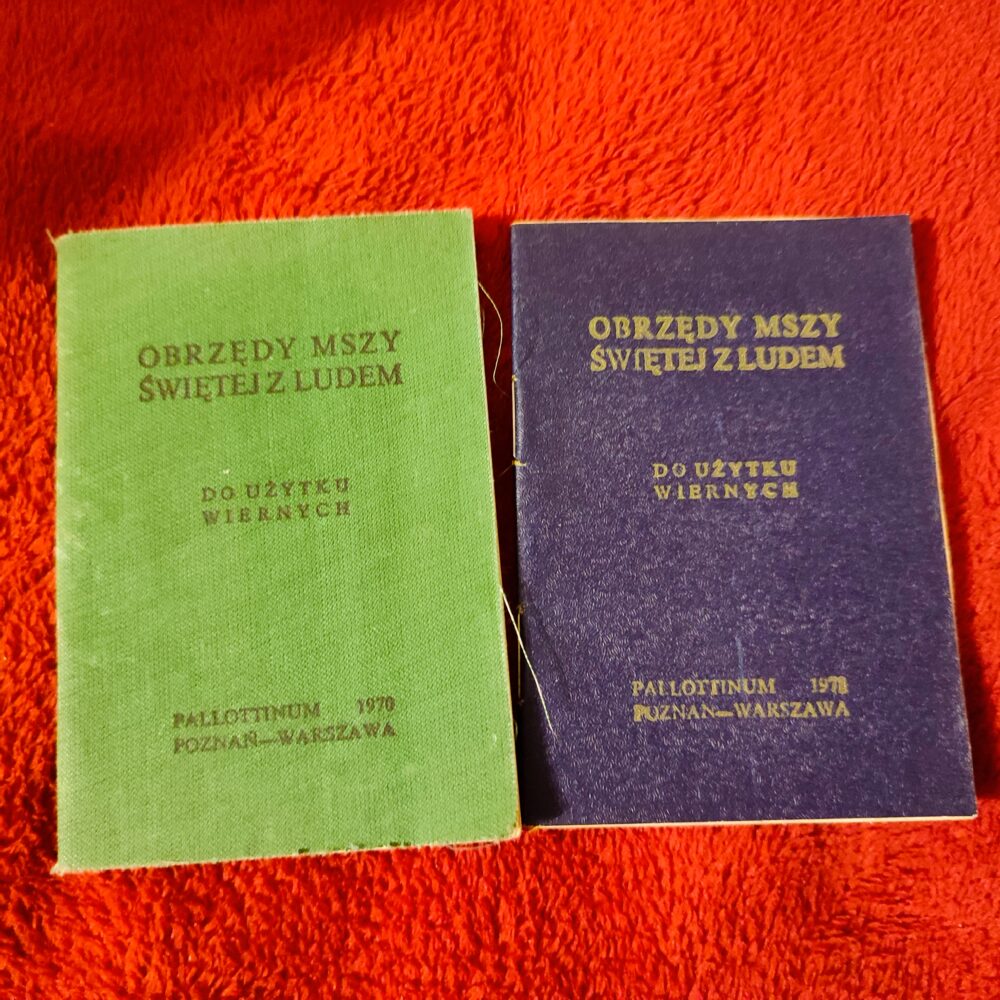 OBRZĘDY MSZY
ŚWIĘTEJ Z LUDEM
DO UŻYTKU
WIERNYCH
PALLOTTINUM 1970
POZNAŃ—WARSZAWA
OBRZĘDY MSZY
ŚWIĘTEJ Z LUDEM
DO UŻYTKU
WIERNYCH
PALLOTTINUM
POZNAŃ—WARSZAWA